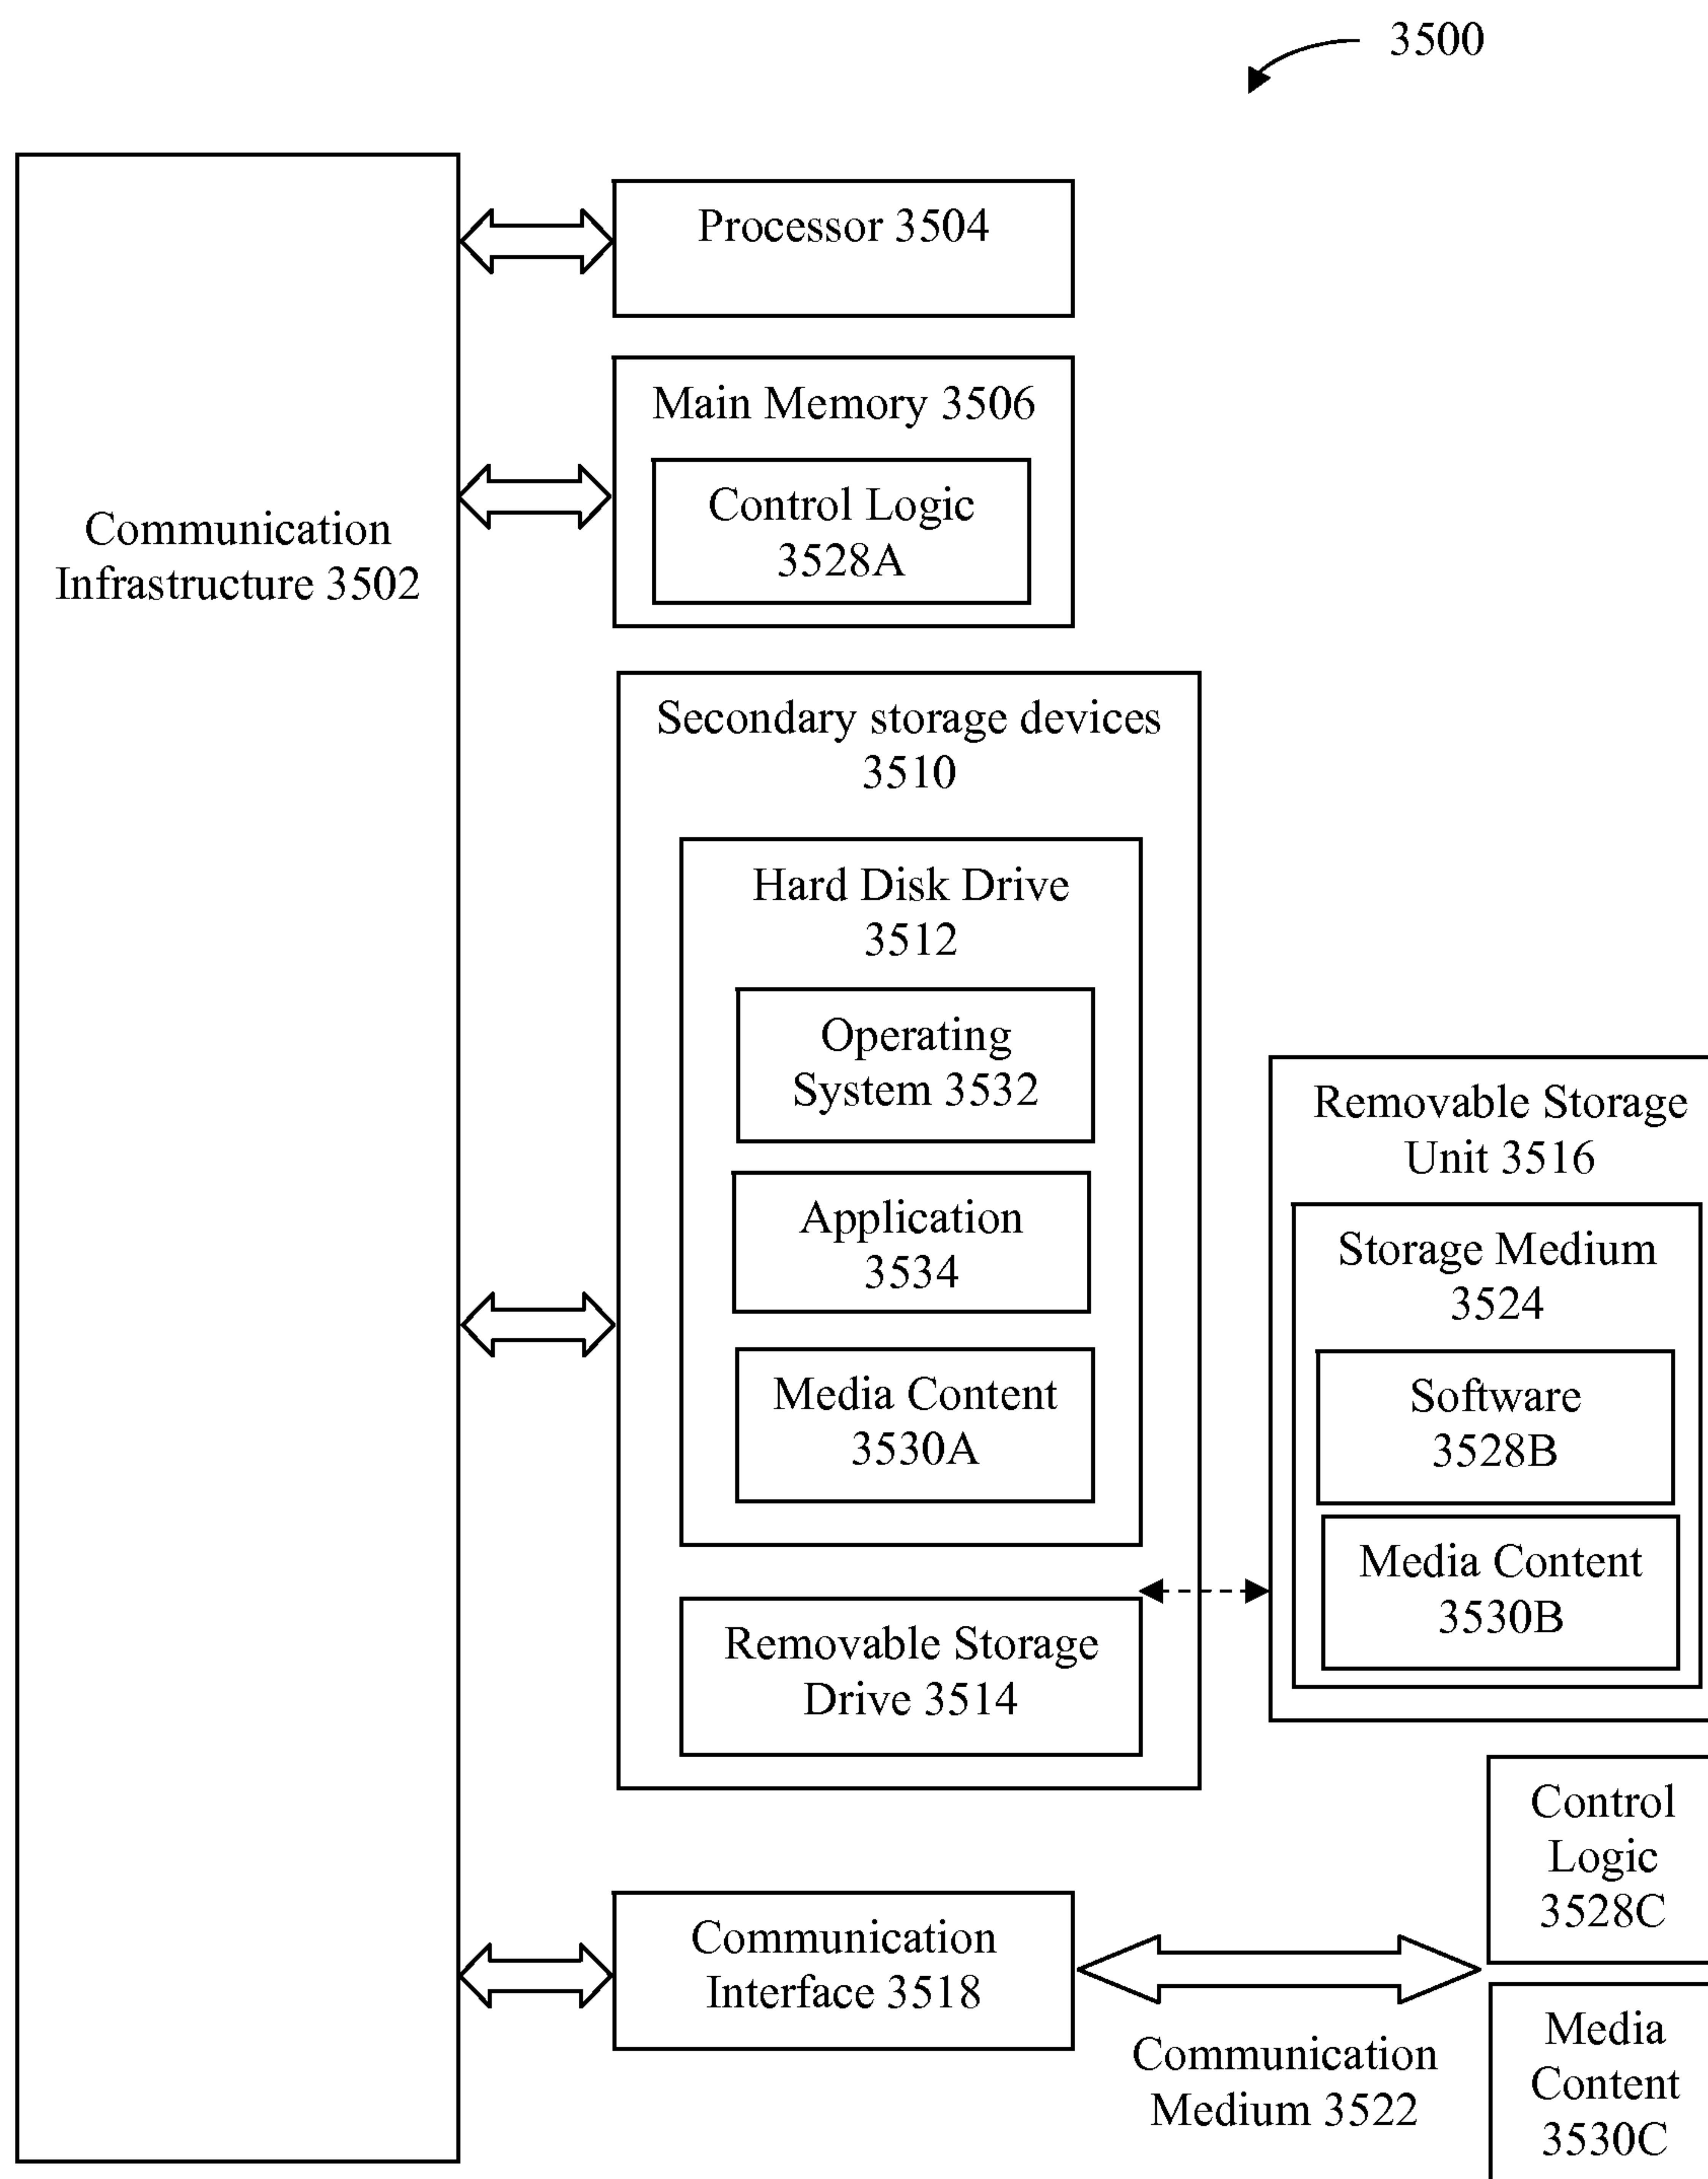 3500
Processor 3504
Main Memory 3506
Control Logic
3528A
Communication
Infrastructure 3502
Secondary storage devices
3510
Hard Disk Drive
3512
Operating
System 3532
Application
3534
Media Content
3530A
Removable Storage
Drive 3514
Removable Storage
Unit 3516
Storage Medium
3524
Software
3528B
Media Content
3530B
Communication
Interface 3518
Communication
Medium 3522
Control
Logic
3528C
Media
Content
3530C